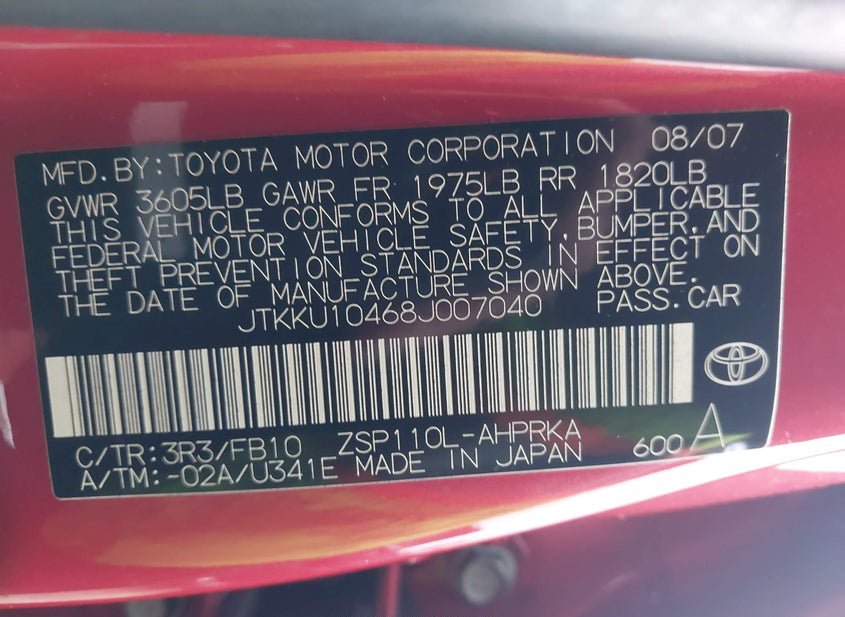 MFD. BY: TOYOTA MOTOR CORPORATION 08/07
GVWR 3605LB GAWR FR 1975LB RR 1820LB
THIS VEHICLE CONFORMS TO ALL APPLICABLE
FEDERAL MOTOR VEHICLE SAFETY, BUMPER, AND
THEFT PREVENTION STANDARDS IN EFFECT ON
THE DATE OF MANUFACTURE SHOWN ABOVE.
JTKKU10468J007040 PASS. CAR
C/TR: 3R3/FB10 ZSP110L-AHPRKA
A/TM: -02A/U341E MADE IN JAPAN 600 A